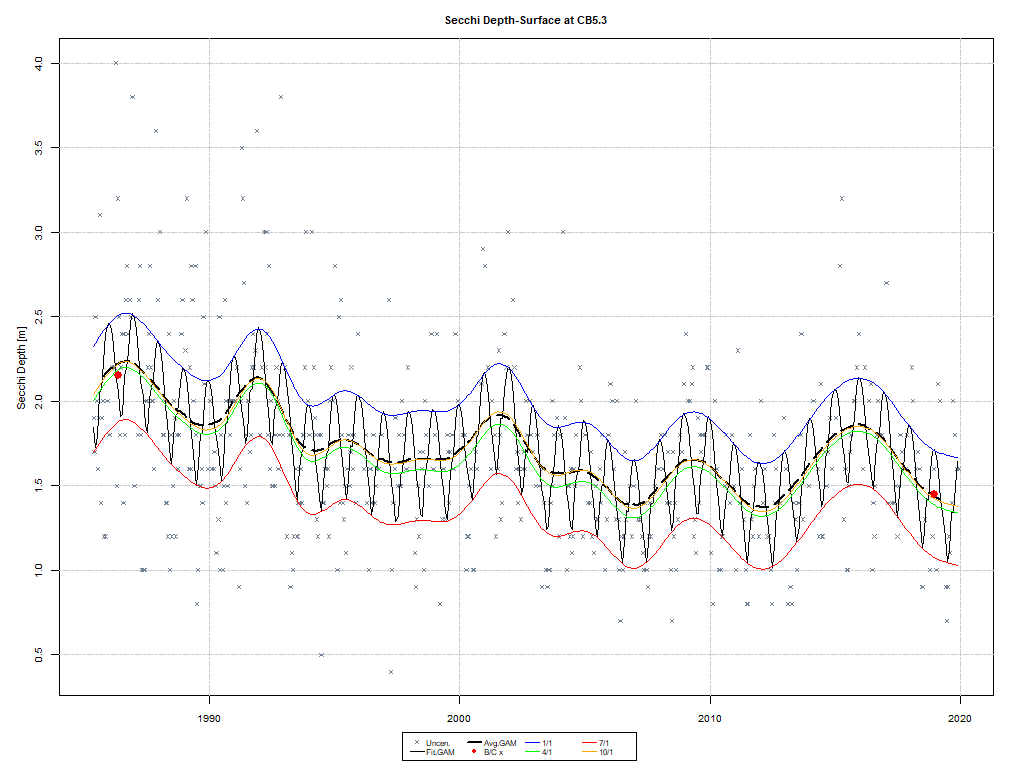 Secchi Depth-Surface at CB5.3
4.0
3.5
3.0
2.5
2.0
1.5
1.0
0.5
Secchi Depth [m]
1990 2000 2010 2020
Uncen. Avg.GAM 1/1 7/1
Fit.GAM B/C x 4/1 10/1